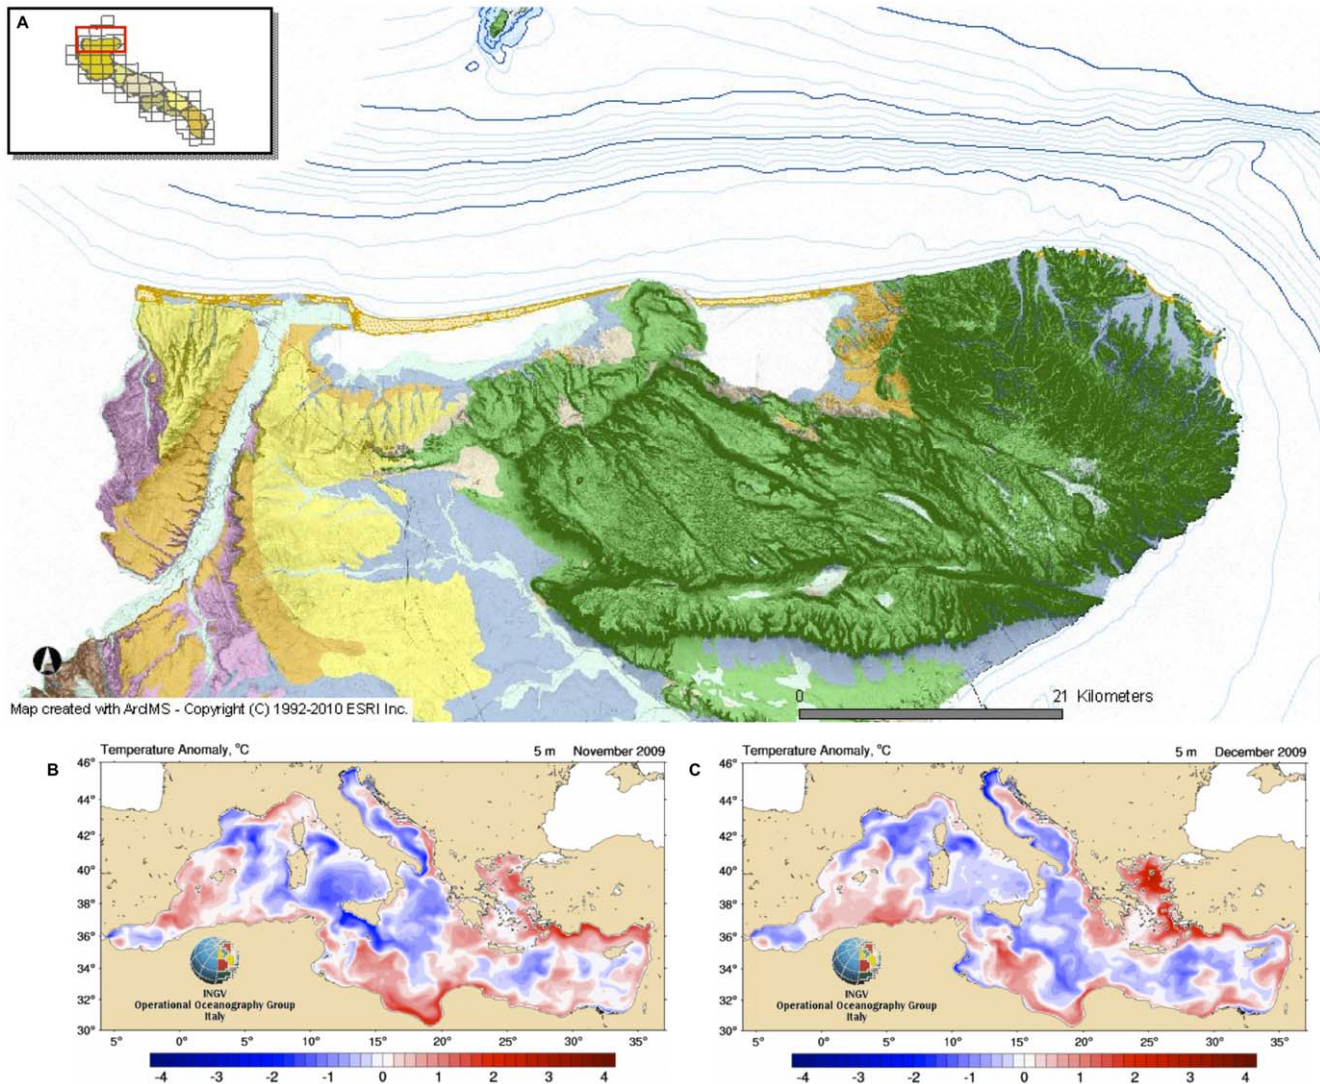 A
0
21 Kilometers
Map created with ArcIMS - Copyright (C) 1992-2010 ESRI Inc.
B
Temperature Anomaly, °C 5 m November 2009
46°
44°
42°
40°
38°
36°
34°
32°
30°
INGV
Operational Oceanography Group
Italy
5° 0° 5° 10° 15° 20° 25° 30° 35°
-4 -3 -2 -1 0 1 2 3 4
C
Temperature Anomaly, °C 5 m December 2009
46°
44°
42°
40°
38°
36°
34°
32°
30°
INGV
Operational Oceanography Group
Italy
5° 0° 5° 10° 15° 20° 25° 30° 35°
-4 -3 -2 -1 0 1 2 3 4